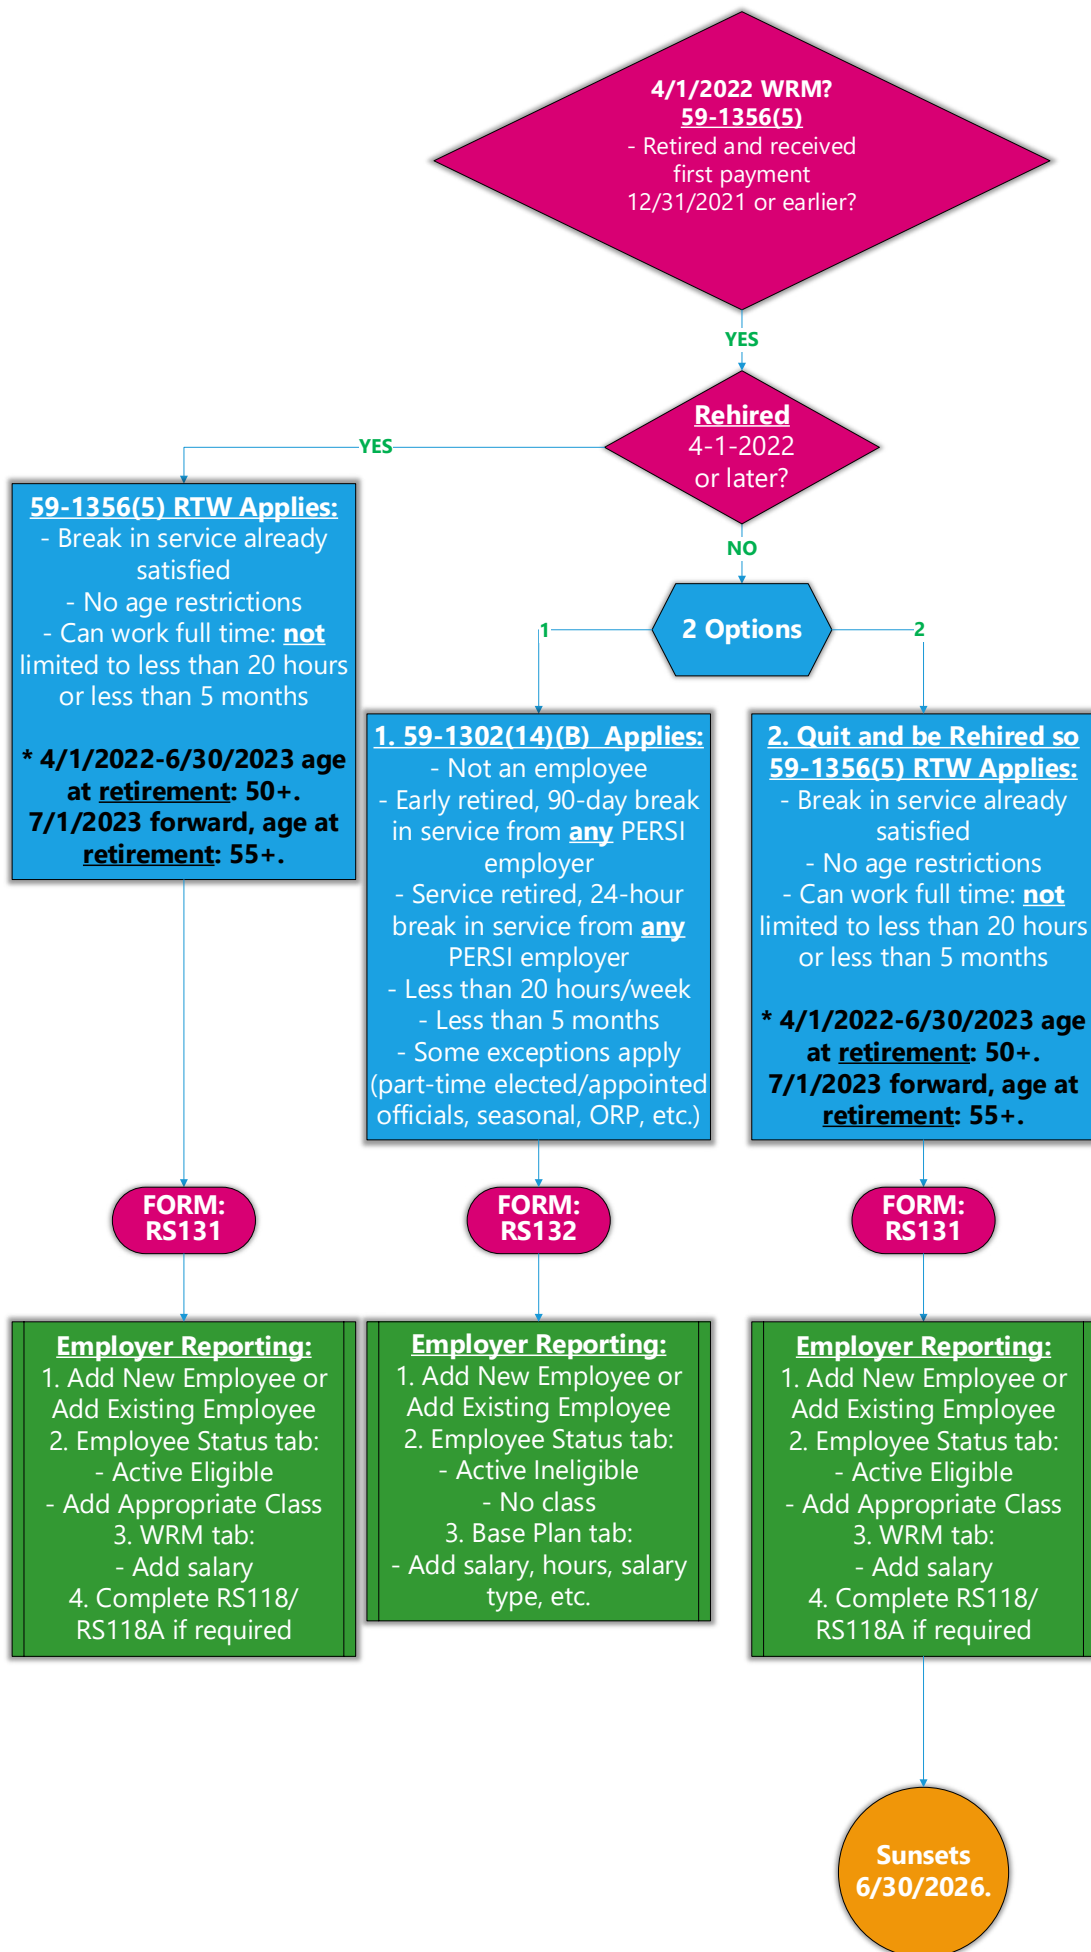 4/1/2022 WRM?
59-1356(5)
- Retired and received
first payment
12/31/2021 or earlier?
YES
Rehired
4-1-2022
or later?
YES
NO
59-1356(5) RTW Applies:
- Break in service already
satisfied
- No age restrictions
- Can work full time: not
limited to less than 20 hours
or less than 5 months
* 4/1/2022-6/30/2023 age
at retirement: 50+.
7/1/2023 forward, age at
retirement: 55+.
2 Options
1
2
1. 59-1302(14)(B)  Applies:
- Not an employee
- Early retired, 90-day break
in service from any PERSI
employer
- Service retired, 24-hour
break in service from any
PERSI employer
- Less than 20 hours/week
- Less than 5 months
- Some exceptions apply
(part-time elected/appointed
officials, seasonal, ORP, etc.)
2. Quit and be Rehired so
59-1356(5) RTW Applies:
- Break in service already
satisfied
- No age restrictions
- Can work full time: not
limited to less than 20 hours
or less than 5 months
* 4/1/2022-6/30/2023 age
at retirement: 50+.
7/1/2023 forward, age at
retirement: 55+.
FORM:
RS131
FORM:
RS132
FORM:
RS131
Employer Reporting:
1. Add New Employee or
Add Existing Employee
2. Employee Status tab:
- Active Eligible
- Add Appropriate Class
3. WRM tab:
- Add salary
4. Complete RS118/
RS118A if required
Employer Reporting:
1. Add New Employee or
Add Existing Employee
2. Employee Status tab:
- Active Ineligible
- No class
3. Base Plan tab:
- Add salary, hours, salary
type, etc.
Employer Reporting:
1. Add New Employee or
Add Existing Employee
2. Employee Status tab:
- Active Eligible
- Add Appropriate Class
3. WRM tab:
- Add salary
4. Complete RS118/
RS118A if required
Sunsets
6/30/2026.